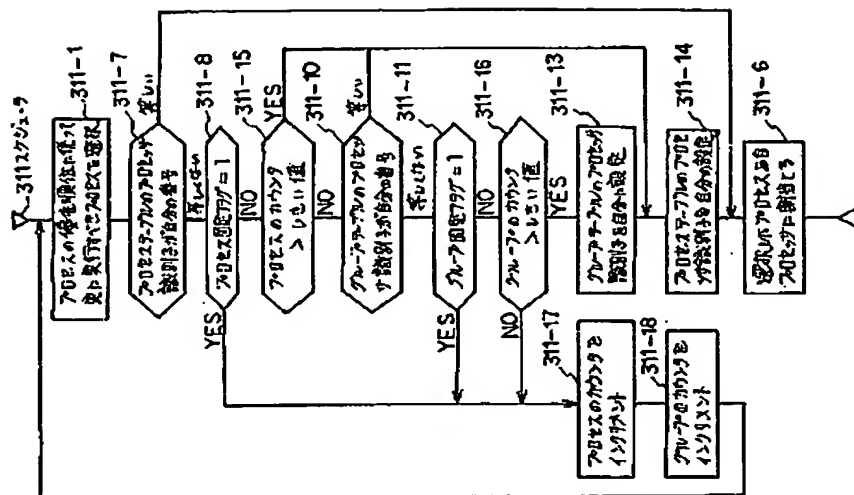 311スケジューラ
311-1
プロセスの優先順位に従って
次に実行すべきプロセスを選択
311-7
プロセステーブルのプロセッサ
識別子が自分の番号
等しい
等しくない
311-8
プロセス固定フラグ=1
YES
NO
311-15
プロセスのカウンタ
>しきい値
YES
NO
311-10
グループテーブルのプロセッ
サ識別子が自分の番号
等しい
等しくない
311-11
グループ固定フラグ=1
YES
NO
311-16
グループのカウンタ
>しきい値
NO
YES
311-13
グループテーブルのプロセッサ
識別子を自分に設定
311-14
プロセステーブルのプロセッ
サ識別子を自分の設定
311-6
選択したプロセスを自
プロセッサに割当てる
311-17
プロセスのカウンタを
インクリメント
311-18
グループのカウンタを
インクリメント